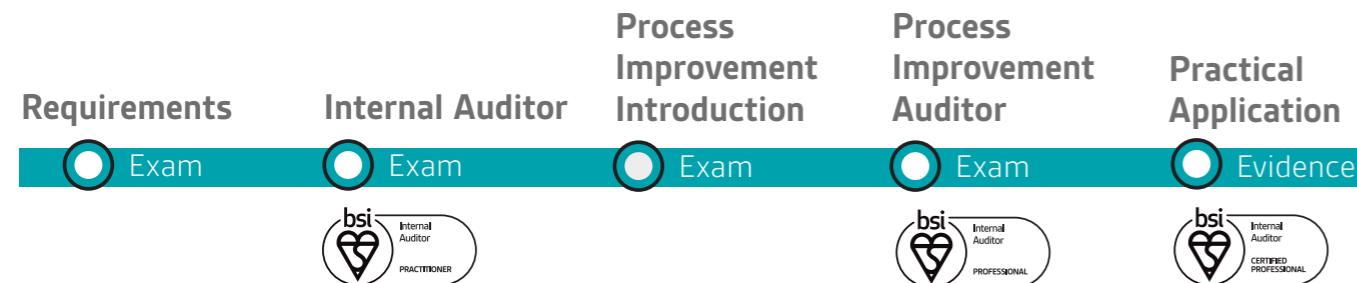 Requirements
Internal Auditor
Process
Improvement
Introduction
Process
Improvement
Auditor
Practical
Application
Exam
Exam
Exam
Exam
Evidence
bsi
Internal
Auditor
PRACTITIONER
bsi
Internal
Auditor
PROFESSIONAL
bsi
Internal
Auditor
CERTIFIED
PROFESSIONAL